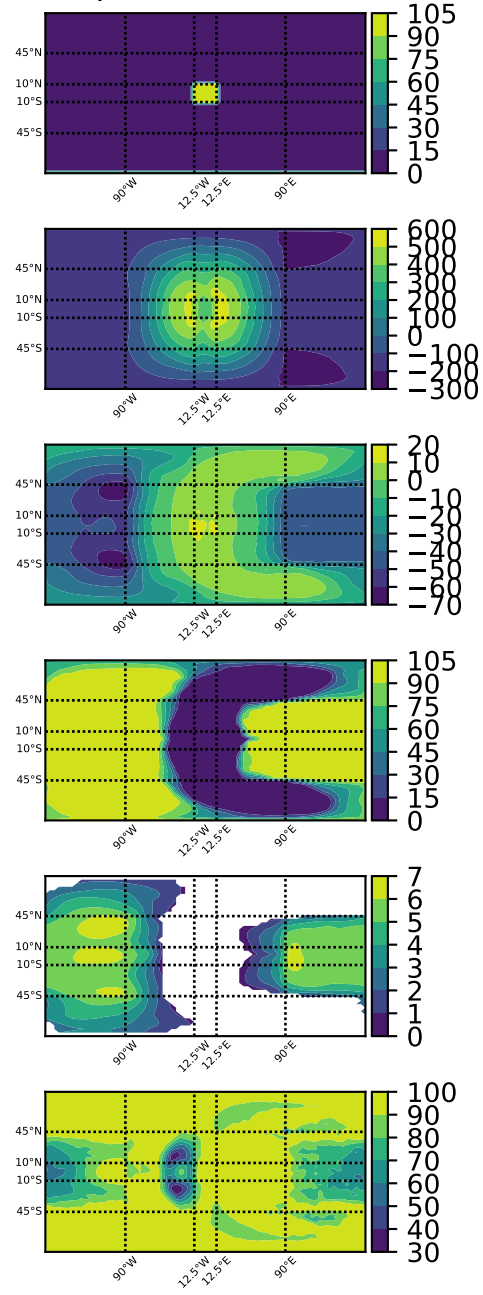 105
90
75
60
45
30
15
0
45°N
10°N
10°S
45°S
90°W
12.5°W
12.5°E
90°E
600
500
400
300
200
100
0
−100
−200
−300
45°N
10°N
10°S
45°S
90°W
12.5°W
12.5°E
90°E
20
10
0
−10
−20
−30
−40
−50
−60
−70
45°N
10°N
10°S
45°S
90°W
12.5°W
12.5°E
90°E
105
90
75
60
45
30
15
0
45°N
10°N
10°S
45°S
90°W
12.5°W
12.5°E
90°E
7
6
5
4
3
2
1
0
45°N
10°N
10°S
45°S
90°W
12.5°W
12.5°E
90°E
100
90
80
70
60
50
40
30
45°N
10°N
10°S
45°S
90°W
12.5°W
12.5°E
90°E